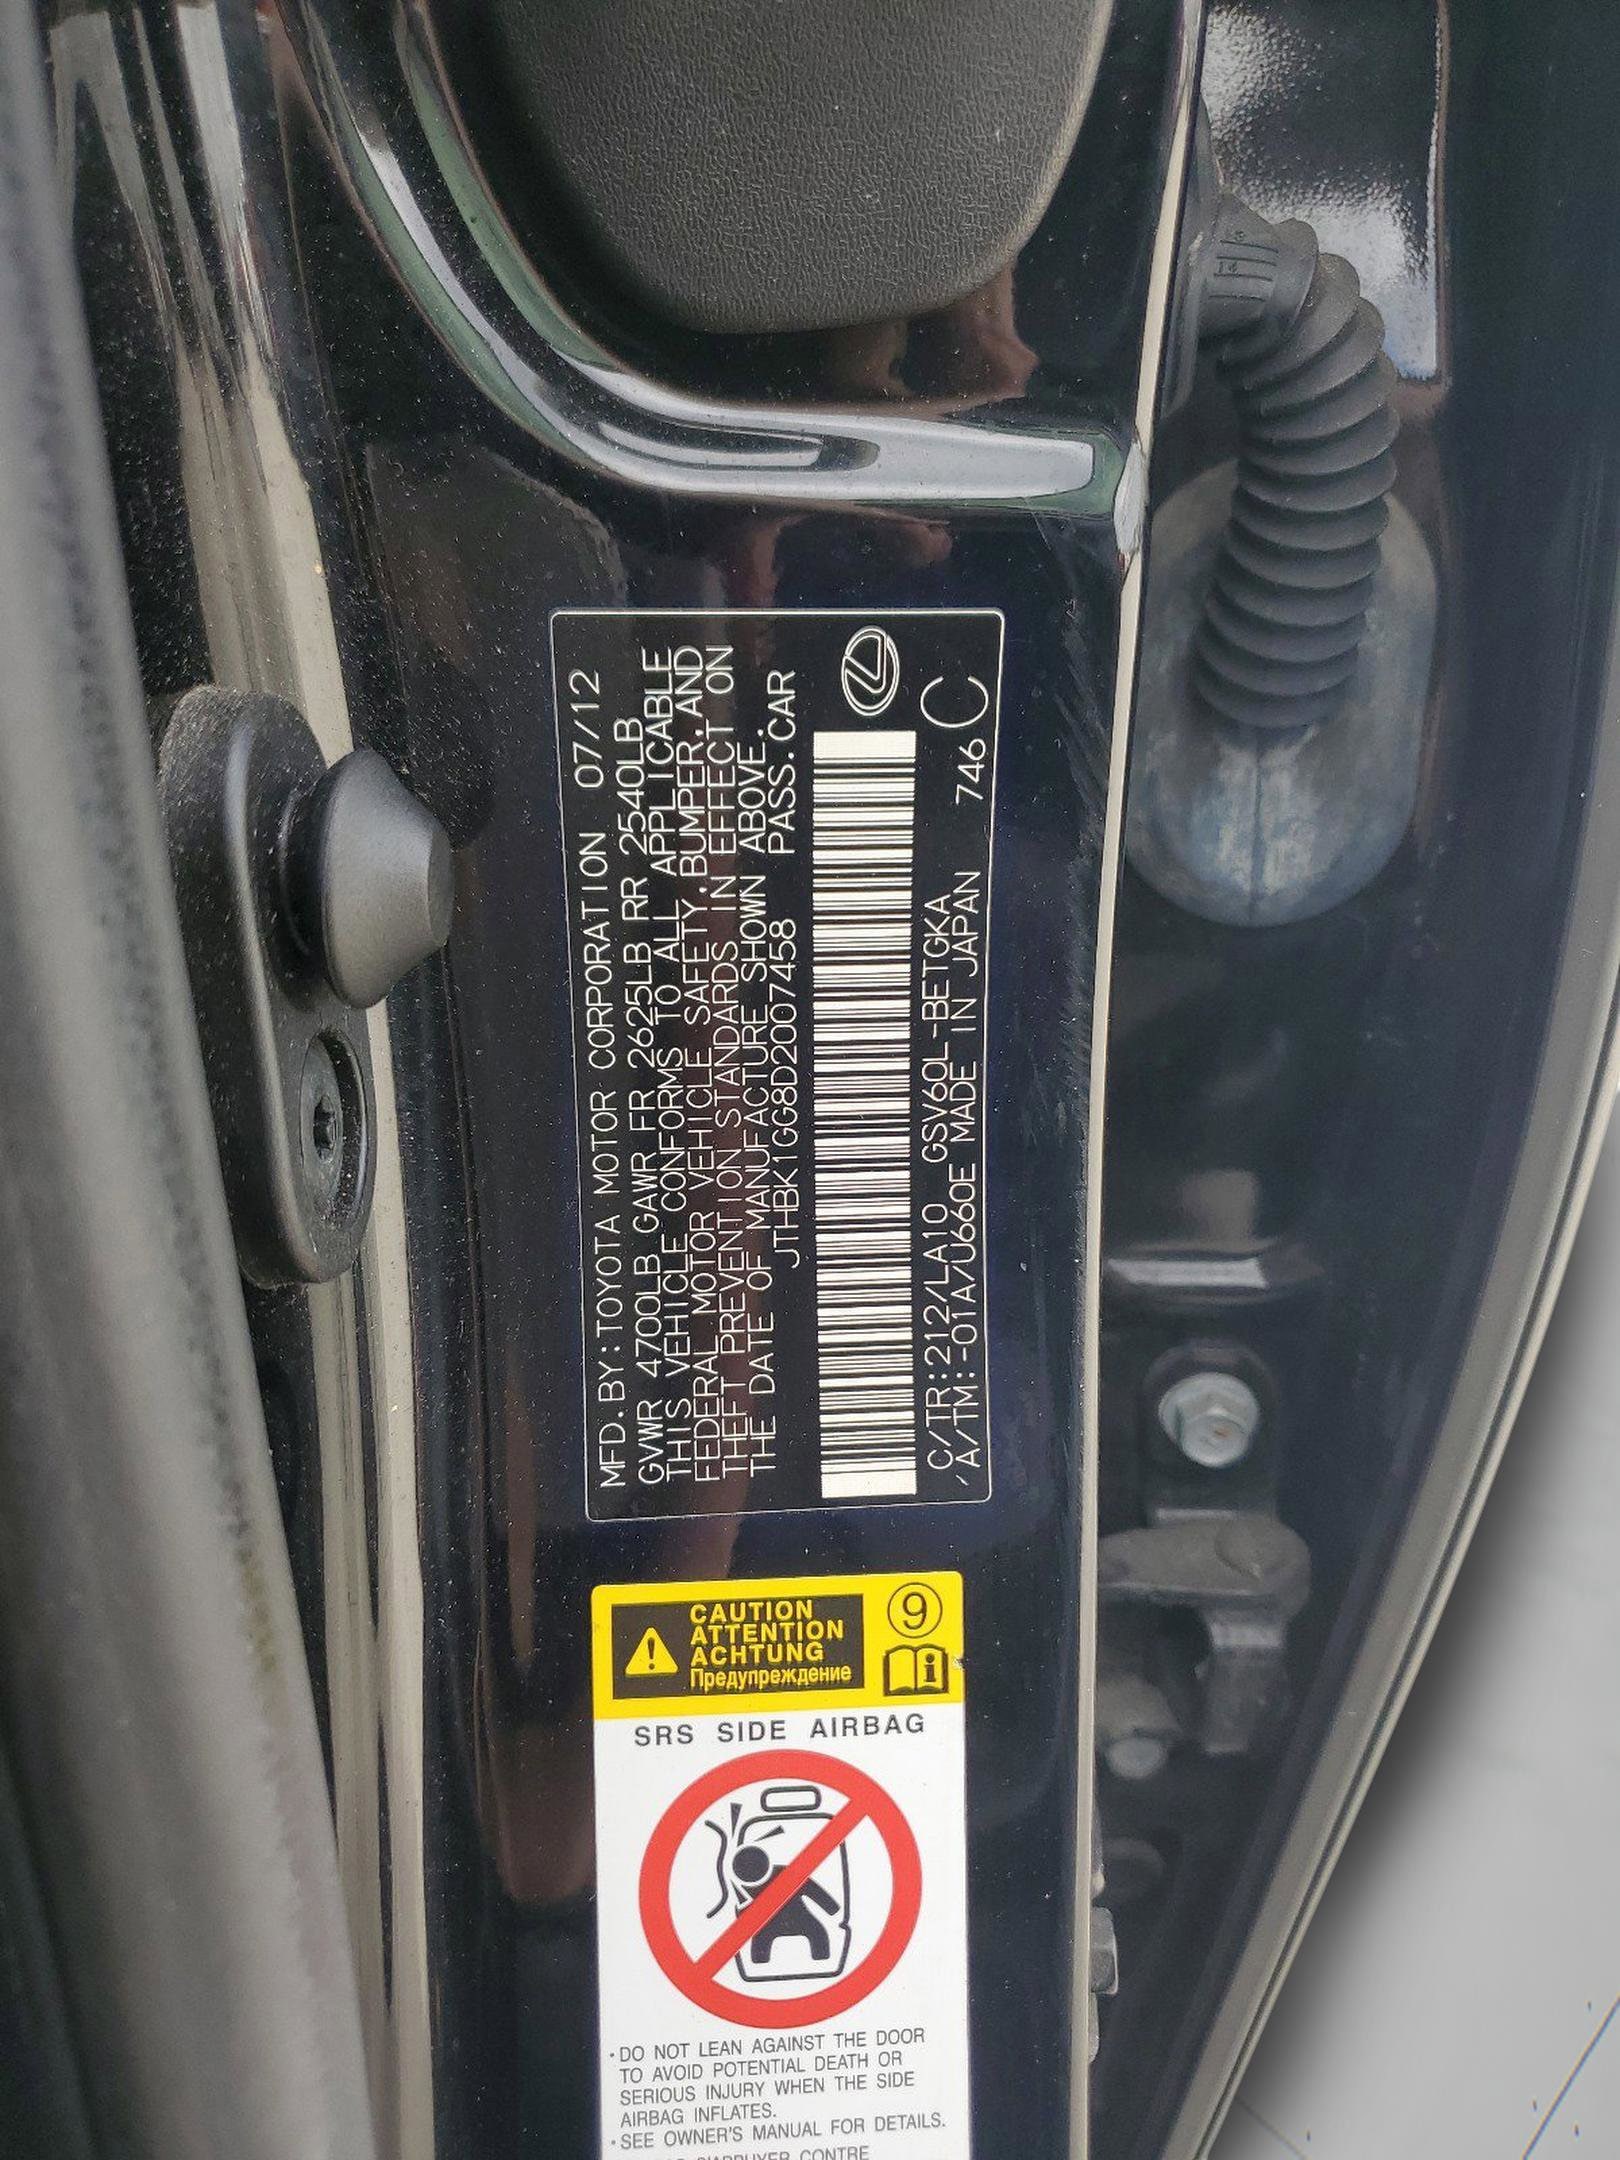 MFD.BY:TOYOTA MOTOR CORPORATION 07/12
GVWR 4700LB GAWR FR 2625LB RR 2540LB
THIS VEHICLE CONFORMS TO ALL APPLICABLE
FEDERAL MOTOR VEHICLE SAFETY,BUMPER,AND
THEFT PREVENTION STANDARDS IN EFFECT ON
THE DATE OF MANUFACTURE SHOWN ABOVE.
JTHBK1GG8D2007458 PASS.CAR
C/TR:212/LA10 GSV60L-BETGKA
A/TM:-01A/U660E MADE IN JAPAN 746
C
CAUTION
ATTENTION
ACHTUNG
Предупреждение
9
i
SRS SIDE AIRBAG
·DO NOT LEAN AGAINST THE DOOR
TO AVOID POTENTIAL DEATH OR
SERIOUS INJURY WHEN THE SIDE
AIRBAG INFLATES.
·SEE OWNER'S MANUAL FOR DETAILS.
CONTRE